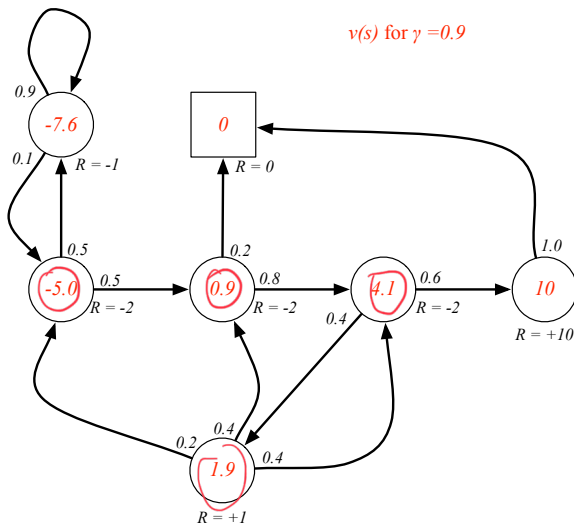 v(s) for γ =0.9
0.9
-7.6
0
0.1
R = -1
R = 0
0.5
0.2
1.0
-5.0
0.5
0.9
0.8
4.1
0.6
10
R = -2
R = -2
0.4
R = -2
R = +10
0.2
0.4
0.4
1.9
R = +1